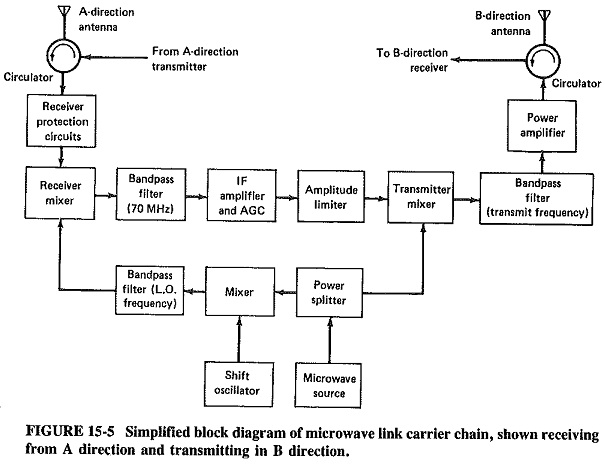 A-direction
antenna
B-direction
antenna
From A-direction
transmitter
To B-direction
receiver
Circulator
Circulator
Receiver
protection
circuits
Power
amplifier
Receiver
mixer
Bandpass
filter
(70 MHz)
IF
amplifier
and AGC
Amplitude
limiter
Transmitter
mixer
Bandpass
filter
(transmit frequency)
Bandpass
filter (L.O.
frequency)
Mixer
Power
splitter
Shift
oscillator
Microwave
source
FIGURE 15-5 Simplified block diagram of microwave link carrier chain, shown receiving
from A direction and transmitting in B direction.